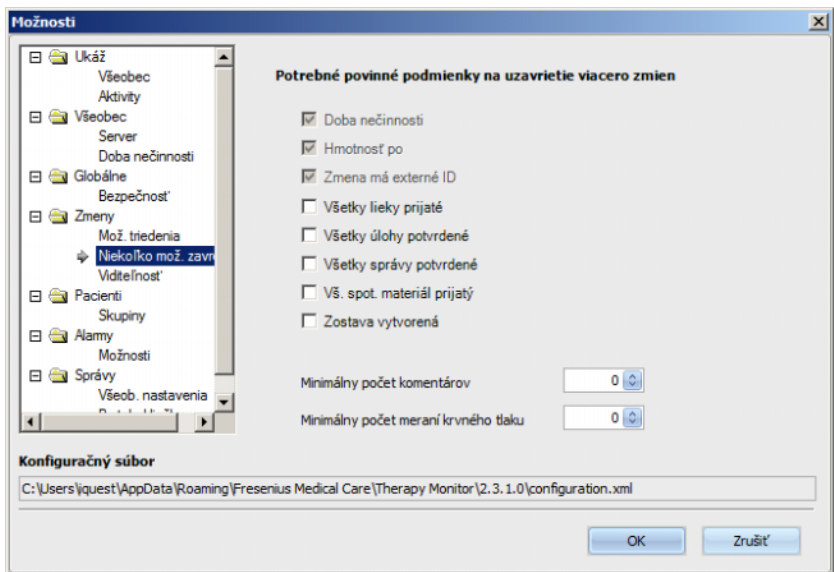 Možnosti
Ukáž
Všeobec
Aktivity
Všeobec
Server
Doba nečinnosti
Globálne
Bezpečnosť
Zmeny
Mož. triedenia
Niekoľko mož. zavr
Viditeľnosť
Pacienti
Skupiny
Alarmy
Možnosti
Správy
Všeob. nastavenia
Potrebné povinné podmienky na uzavrietie viacero zmien
Doba nečinnosti
Hmotnosť po
Zmena má externé ID
Všetky lieky prijaté
Všetky úlohy potvrdené
Všetky správy potvrdené
Vš. spot. materiál prijatý
Zostava vytvorená
Minimálny počet komentárov 0
Minimálny počet meraní krvného tlaku 0
Konfiguračný súbor
C:\Users\iquest\AppData\Roaming\Fresenius Medical Care\Therapy Monitor\2.3.1.0\configuration.xml
OK Zrušiť